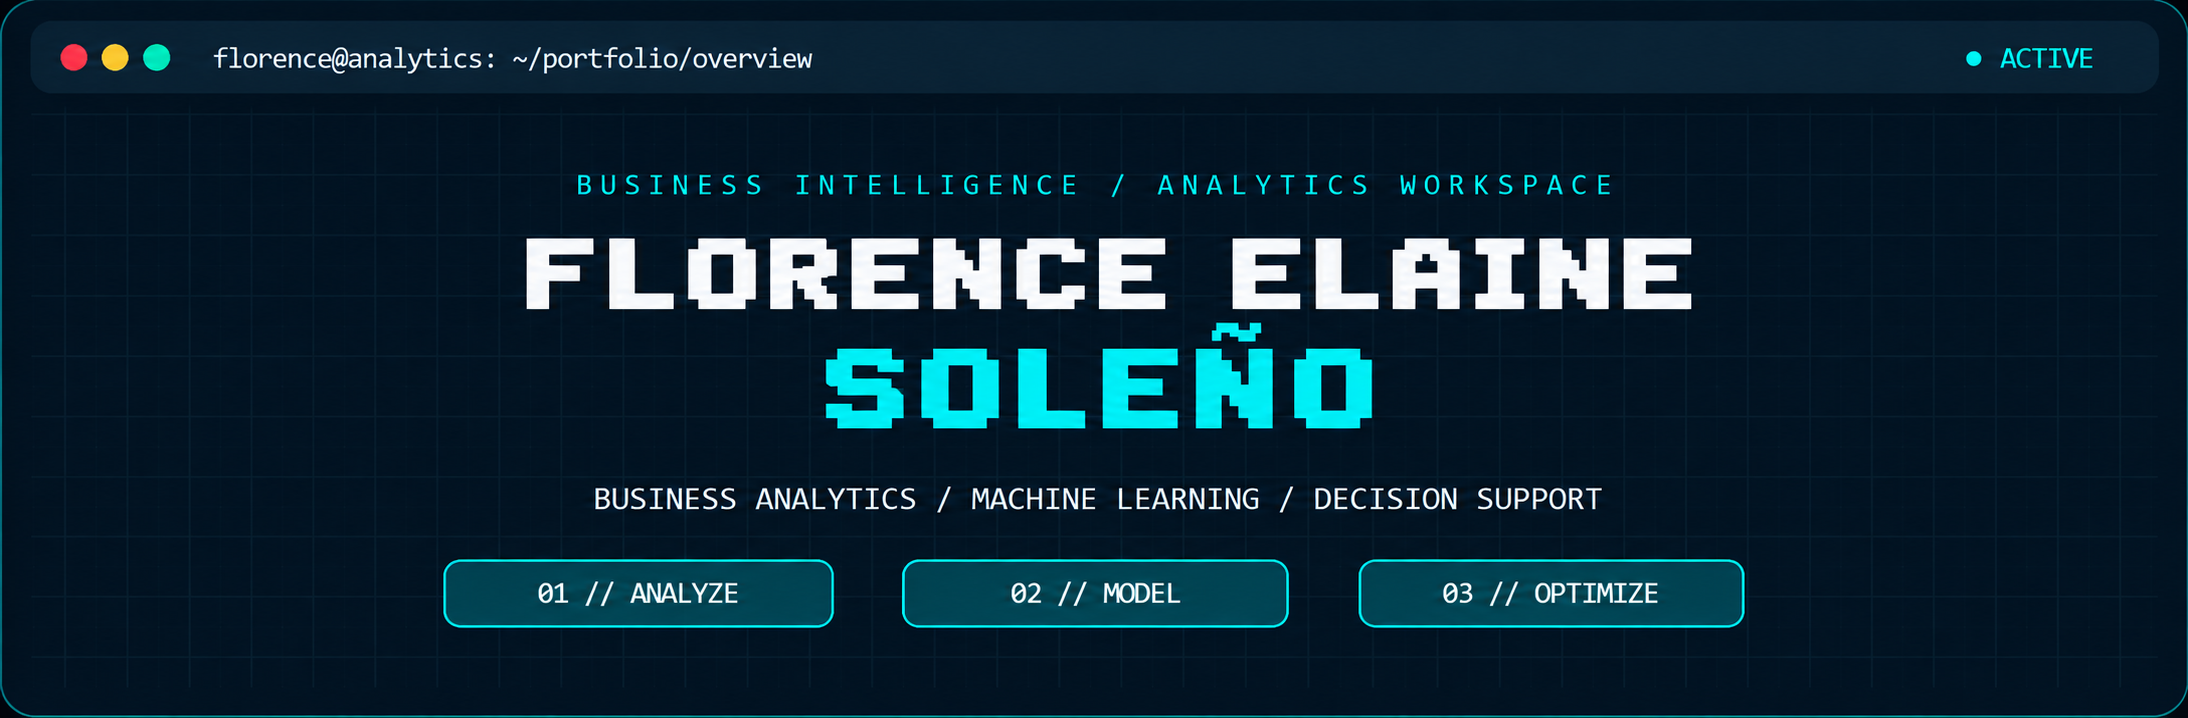 florence@analytics: ~/portfolio/overview
ACTIVE
BUSINESS INTELLIGENCE / ANALYTICS WORKSPACE
FLORENCE ELAINE
SOLEÑO
BUSINESS ANALYTICS / MACHINE LEARNING / DECISION SUPPORT
01 // ANALYZE
02 // MODEL
03 // OPTIMIZE